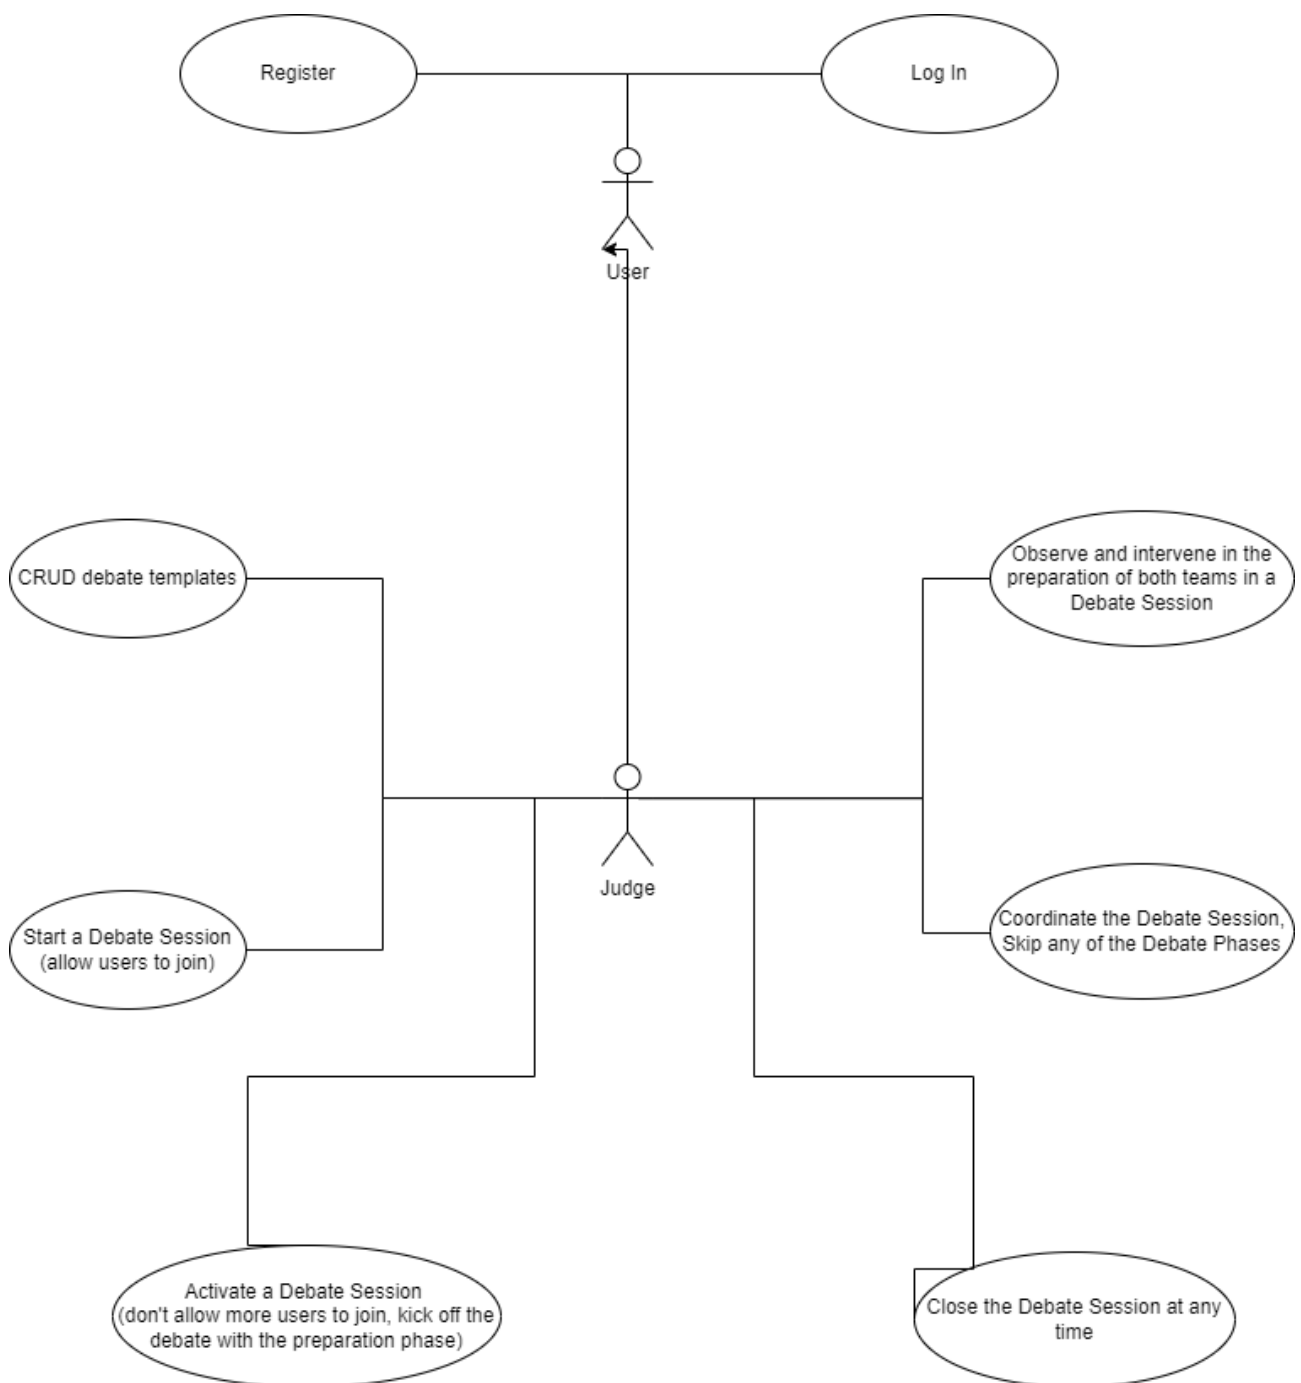 Register
Log In
User
CRUD debate templates
Observe and intervene in the
preparation of both teams in a
Debate Session
Judge
Start a Debate Session
(allow users to join)
Coordinate the Debate Session,
Skip any of the Debate Phases
Activate a Debate Session
(don't allow more users to join, kick off the
debate with the preparation phase)
Close the Debate Session at any
time